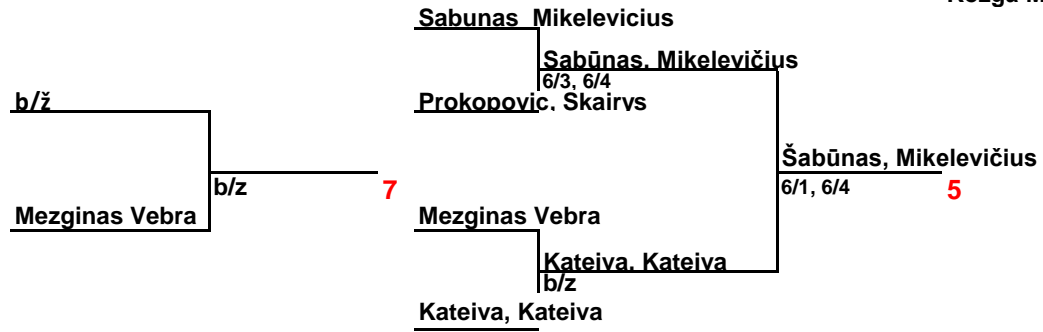 Sabunas Mikelevicius
Sabūnas, Mikelevičius
6/3, 6/4
b/ž
Prokopovic, Skairys
Šabūnas, Mikelevičius
b/z
7
6/1, 6/4
5
Mezginas Vebra
Mezginas Vebra
Kateiva, Kateiva
b/z
Kateiva, Kateiva